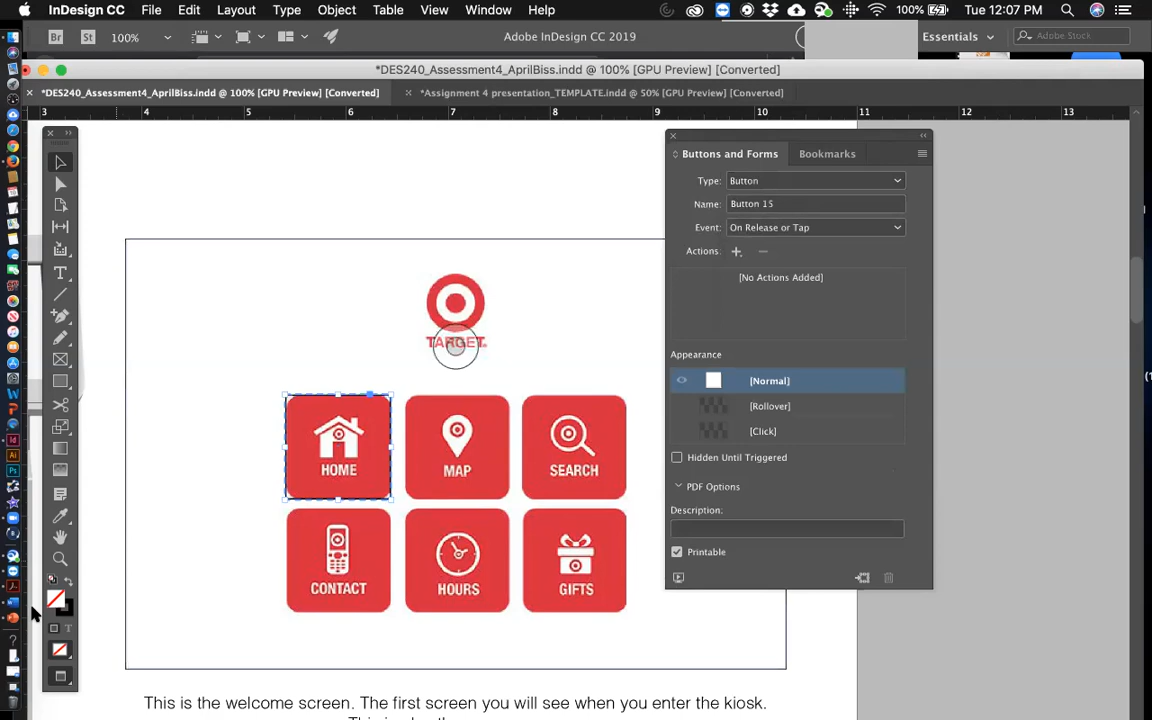 InDesign CC File Edit Layout Type Object Table View Window Help 100% Tue 12:07 PM
Br St 100% Adobe InDesign CC 2019 Essentials Adobe Stock
*DES240_Assessment4_AprilBiss.indd @ 100% [GPU Preview] [Converted]
*DES240_Assessment4_AprilBiss.indd @ 100% [GPU Preview] [Converted] *Assignment 4 presentation_TEMPLATE.indd @ 50% [GPU Preview] [Converted]
3 4 5 6 7 8 9 10 11 12 13
Buttons and Forms Bookmarks
Type: Button
Name: Button 15
Event: On Release or Tap
Actions:
[No Actions Added]
Appearance
[Normal]
[Rollover]
[Click]
Hidden Until Triggered
PDF Options
Description:
Printable
TARGET.
HOME MAP SEARCH
CONTACT HOURS GIFTS
This is the welcome screen. The first screen you will see when you enter the kiosk.